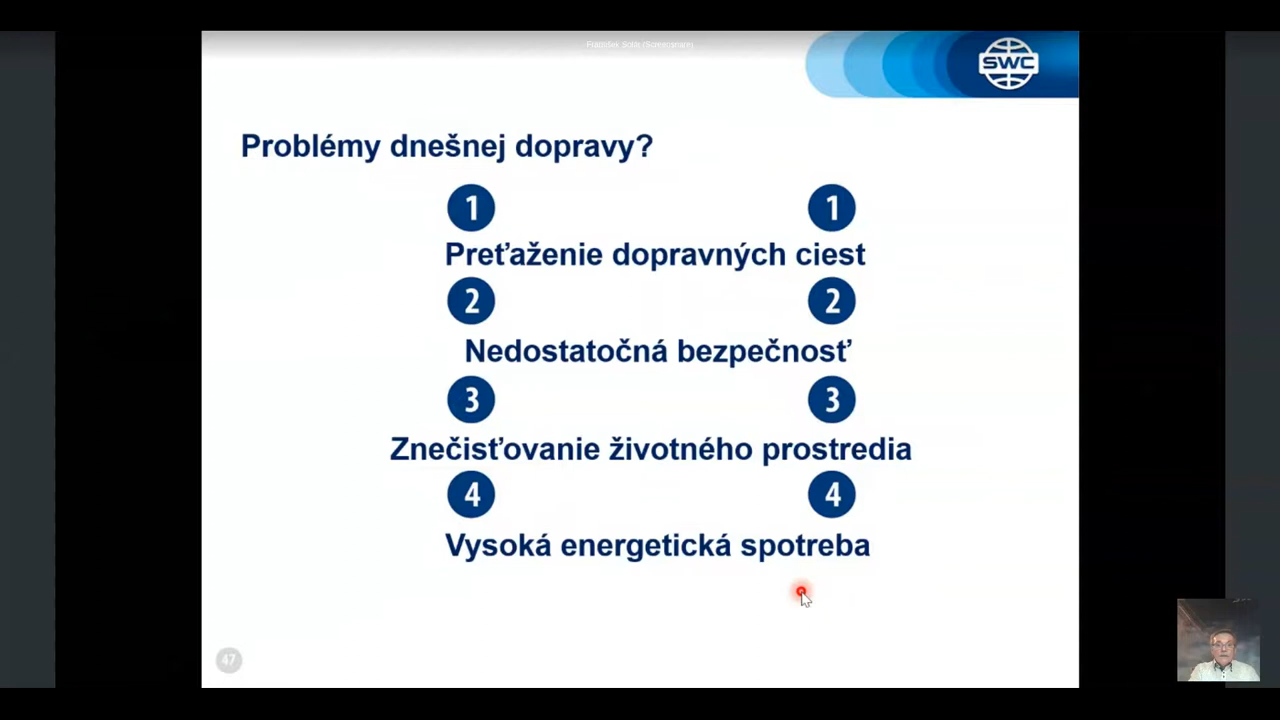 SWC
Problémy dnešnej dopravy?
1 1
Preťaženie dopravných ciest
2 2
Nedostatočná bezpečnosť
3 3
Znečisťovanie životného prostredia
4 4
Vysoká energetická spotreba
47